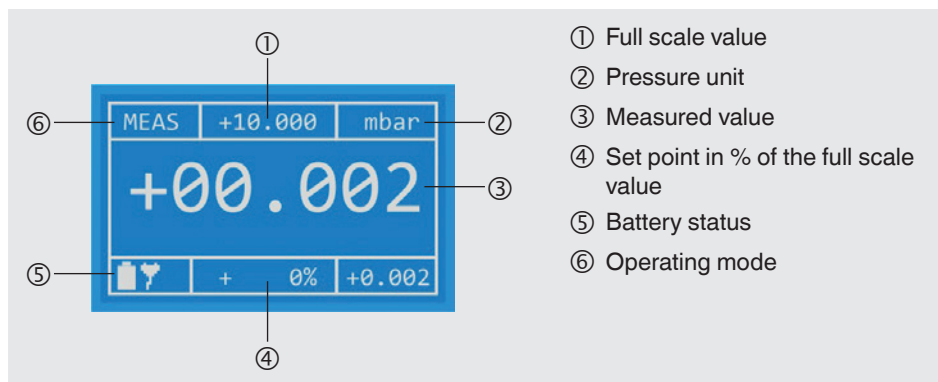 ①
⑥ MEAS +10.000 mbar ②
+00.002 ③
⑤ + 0% +0.002
④
① Full scale value
② Pressure unit
③ Measured value
④ Set point in % of the full scale
value
⑤ Battery status
⑥ Operating mode